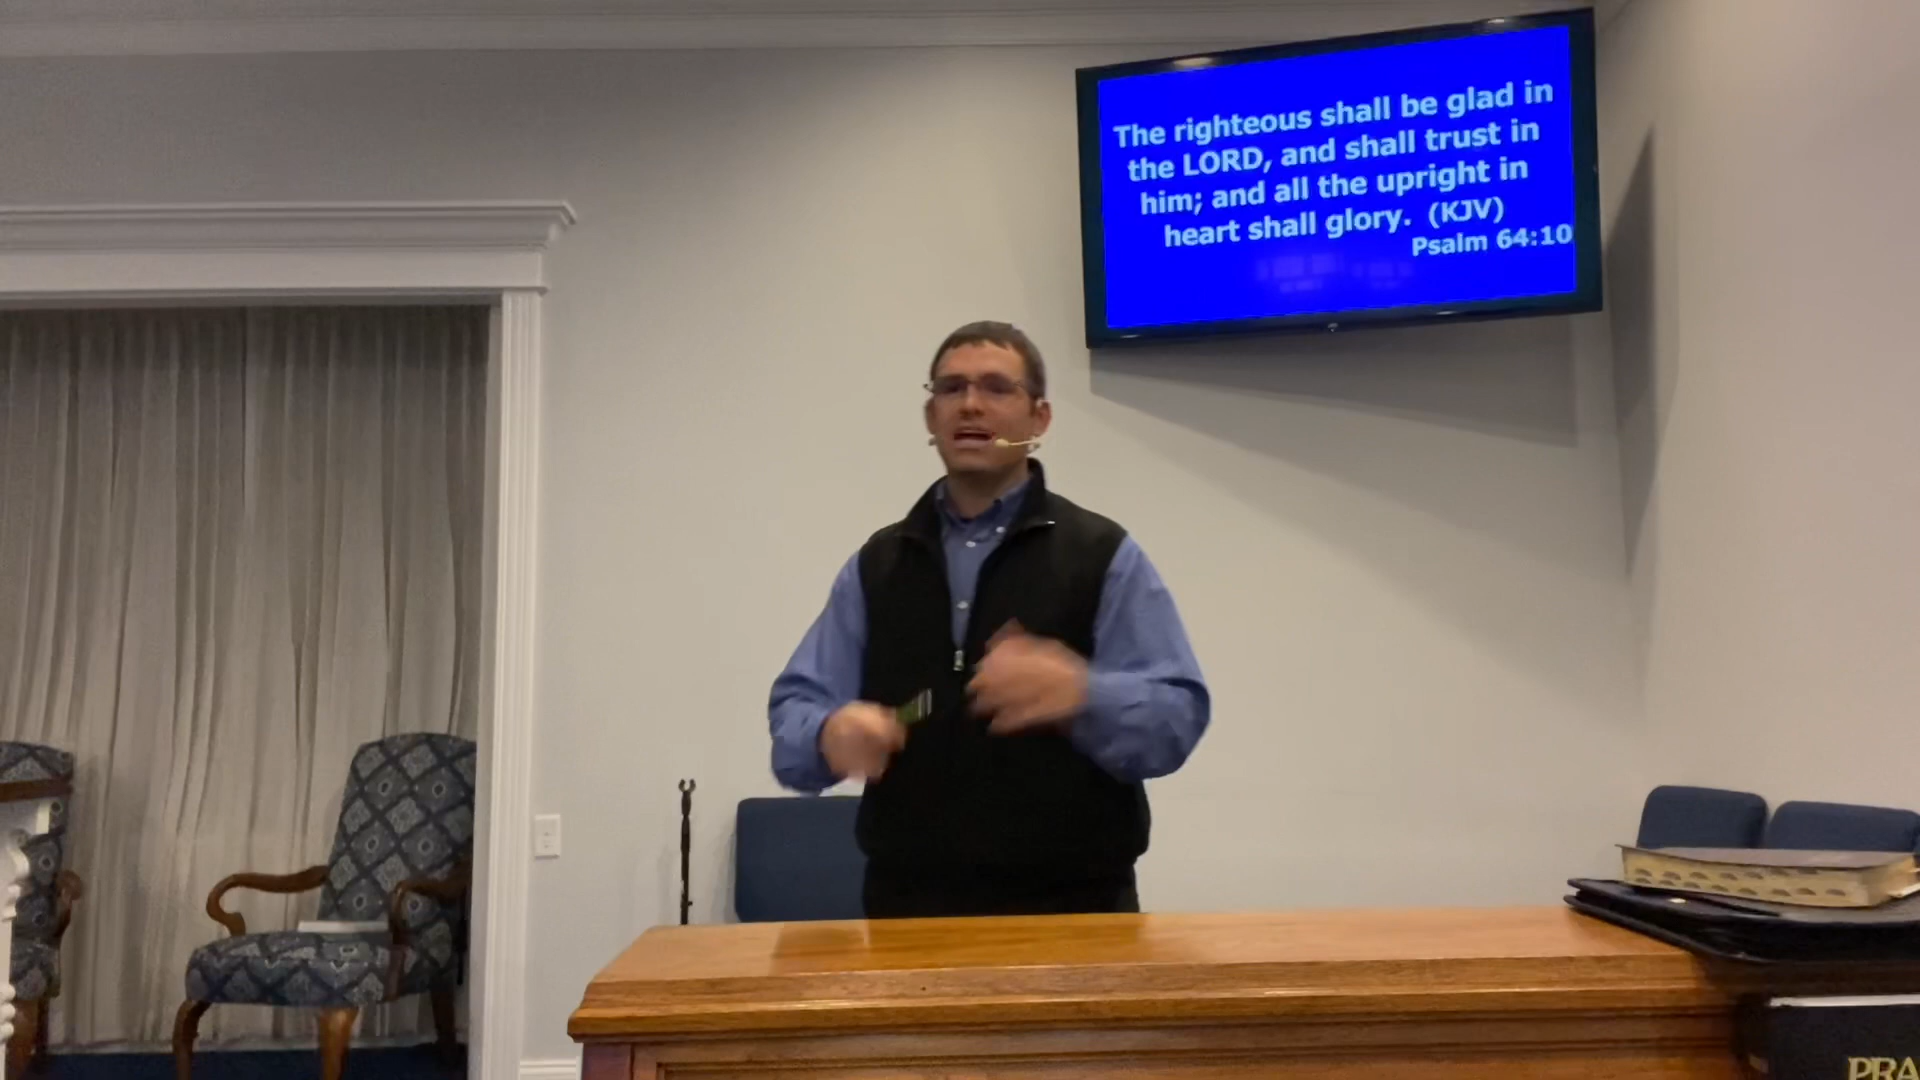 The righteous shall be glad in
the LORD, and shall trust in
him; and all the upright in
heart shall glory. (KJV)
Psalm 64:10
PRA